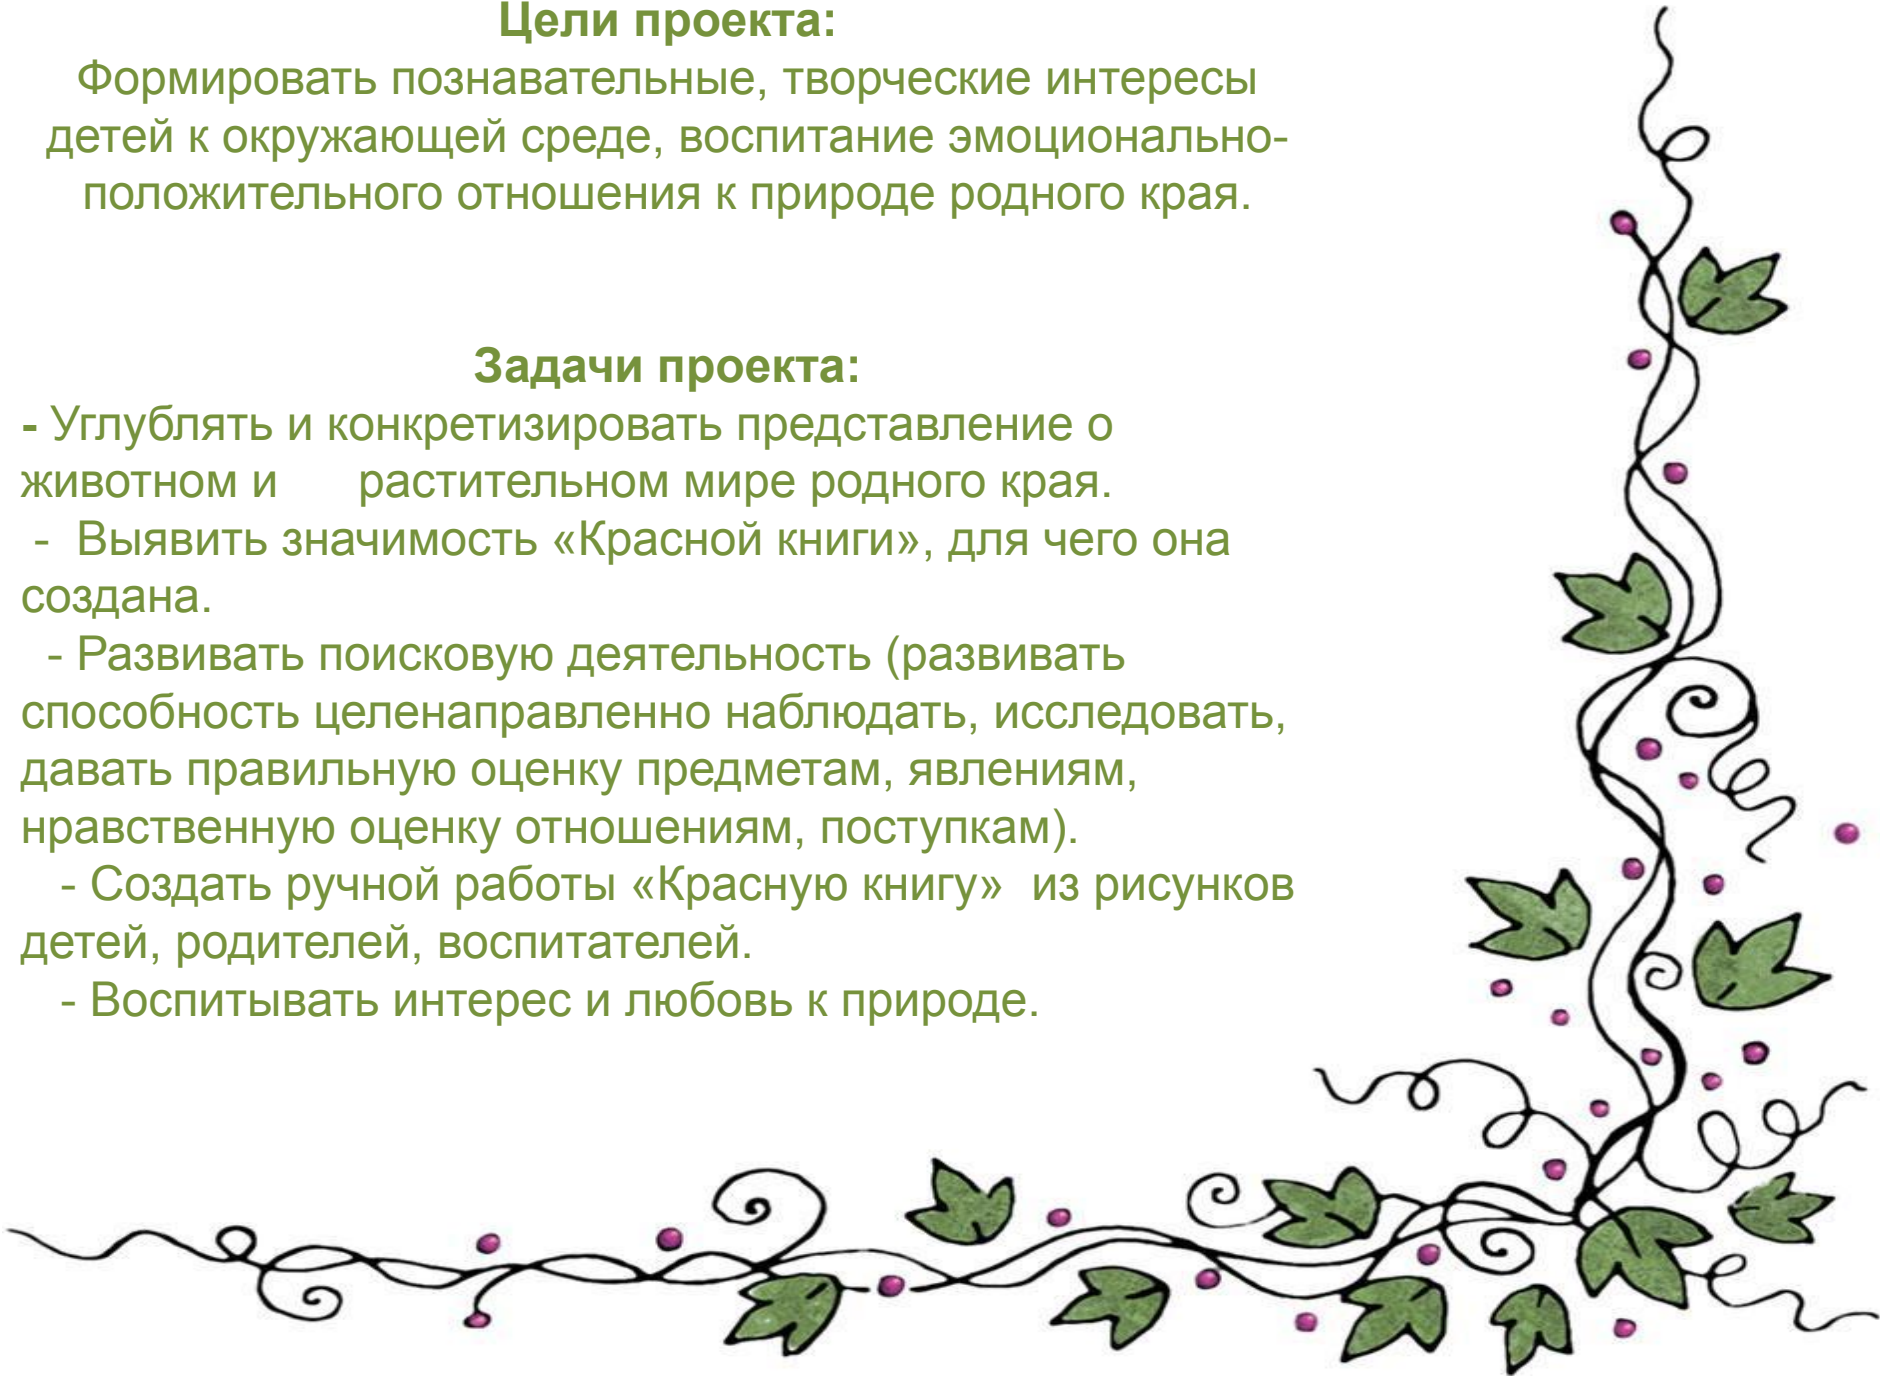 Цели проекта:
Формировать познавательные, творческие интересы
детей к окружающей среде, воспитание эмоционально-
положительного отношения к природе родного края.
Задачи проекта:
- Углублять и конкретизировать представление о
животном и растительном мире родного края.
- Выявить значимость «Красной книги», для чего она
создана.
- Развивать поисковую деятельность (развивать
способность целенаправленно наблюдать, исследовать,
давать правильную оценку предметам, явлениям,
нравственную оценку отношениям, поступкам).
- Создать ручной работы «Красную книгу» из рисунков
детей, родителей, воспитателей.
- Воспитывать интерес и любовь к природе.